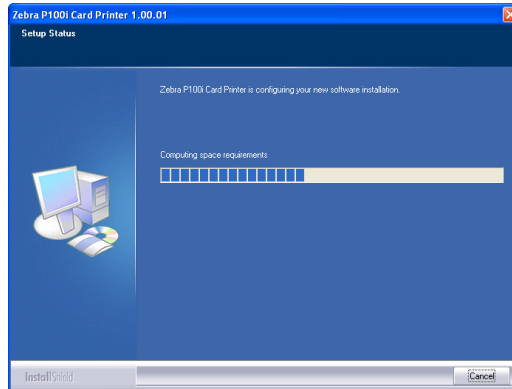 Zebra P100i Card Printer 1.00.01
Setup Status
Zebra P100i Card Printer is configuring your new software installation.
Computing space requirements
InstallShield
Cancel